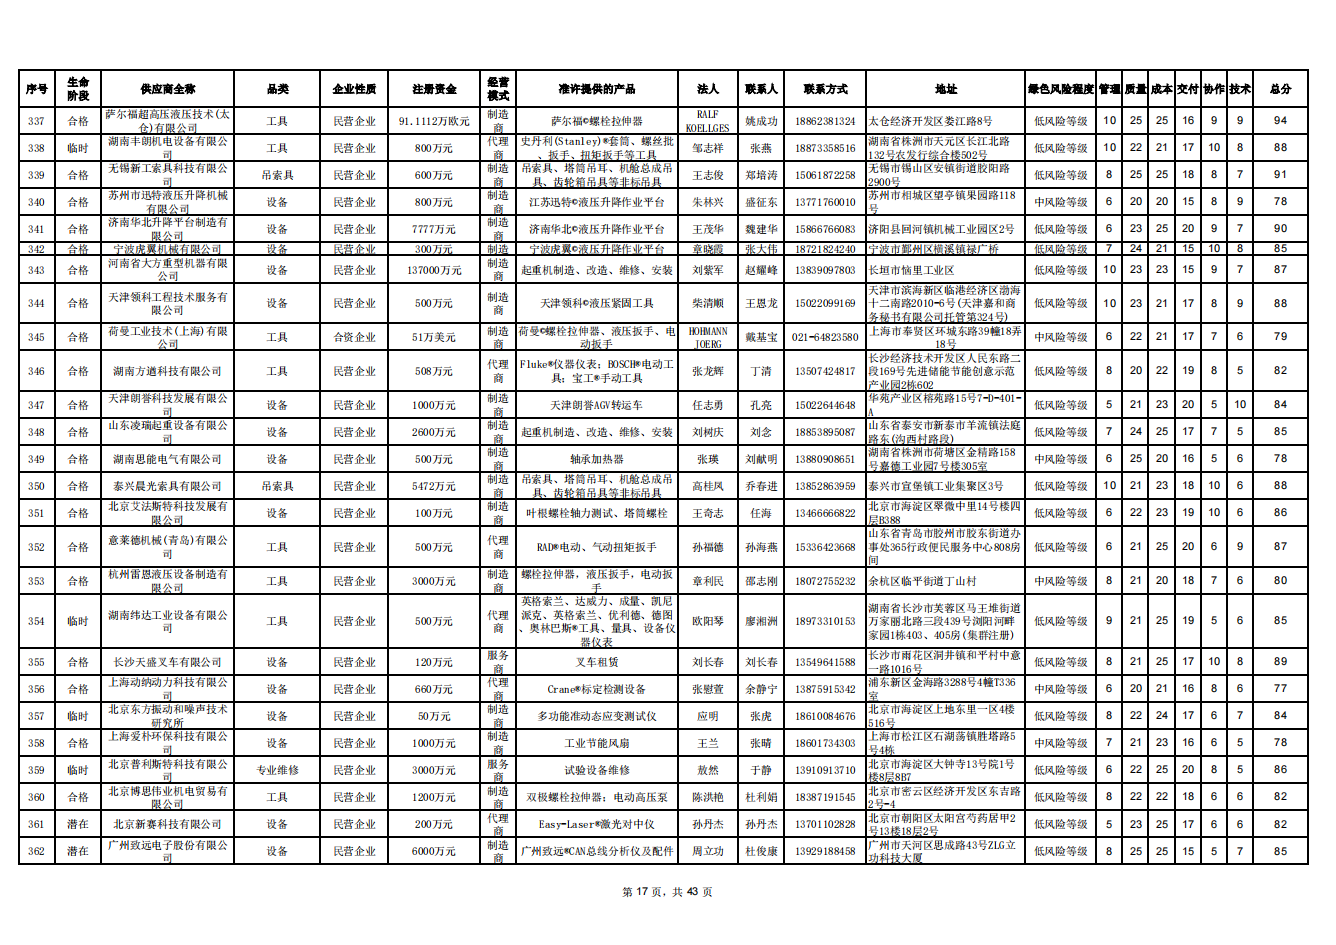 序号 生命阶段 供应商全称 品类 企业性质 注册资金 经营模式 准许提供的产品 法人 联系人 联系方式 地址 绿色风险程度 管理 质量 成本 交付 协作 技术 总分
337 合格 萨尔福超高压液压技术(太仓)有限公司 工具 民营企业 91.1112万欧元 制造商 萨尔福©螺栓拉伸器 RALF KOELLGES 姚成功 18862381324 太仓经济开发区娄江路8号 低风险等级 10 25 25 16 9 9 94
338 临时 湖南丰朗机电设备有限公司 工具 民营企业 800万元 代理商 史丹利(Stanley)®套筒、螺丝批、扳手、扭矩扳手等工具 邹志祥 张燕 18873358516 湖南省株洲市天元区长江北路132号农发行综合楼502号 低风险等级 10 22 21 17 10 8 88
339 合格 无锡新工索具科技有限公司 吊索具 民营企业 600万元 制造商 吊索具、塔筒吊耳、机舱总成吊具、齿轮箱吊具等非标吊具 王志俊 郑培涛 15061872258 无锡市锡山区安镇街道胶阳路2900号 低风险等级 8 25 25 18 8 7 91
340 合格 苏州市迅特液压升降机械有限公司 设备 民营企业 800万元 制造商 江苏迅特©液压升降作业平台 朱林兴 盛征东 13771760010 苏州市相城区望亭镇果园路118号 中风险等级 6 20 20 15 8 9 78
341 合格 济南华北升降平台制造有限公司 设备 民营企业 7777万元 制造商 济南华北©液压升降作业平台 王茂华 魏建华 15866766083 济阳县回河镇机械工业园区2号 低风险等级 6 23 25 20 9 7 90
342 合格 宁波虎翼机械有限公司 设备 民营企业 300万元 制造商 宁波虎翼©液压升降作业平台 章晓霞 张大伟 18721824240 宁波市鄞州区横溪镇禄广桥 低风险等级 7 24 21 15 10 8 85
343 合格 河南省大方重型机器有限公司 设备 民营企业 137000万元 制造商 起重机制造、改造、维修、安装 刘紫军 赵耀峰 13839097803 长垣市恼里工业区 低风险等级 10 23 23 15 9 7 87
344 合格 天津领科工程技术服务有限公司 设备 民营企业 500万元 制造商 天津领科©液压紧固工具 柴清顺 王恩龙 15022099169 天津市滨海新区临港经济区渤海十二南路2010-6号(天津嘉和商务秘书有限公司托管第324号) 低风险等级 10 23 21 17 8 9 88
345 合格 荷曼工业技术(上海)有限公司 工具 合资企业 51万美元 制造商 荷曼©螺栓拉伸器、液压扳手、电动扳手 HOHMANN JOERG 戴基宝 021-64823580 上海市奉贤区环城东路39幢18弄18号 中风险等级 6 22 21 17 7 6 79
346 合格 湖南方遒科技有限公司 工具 民营企业 508万元 代理商 Fluke®仪器仪表；BOSCH®电动工具；宝工®手动工具 张龙辉 丁清 13507424817 长沙经济技术开发区人民东路二段169号先进储能节能创意示范产业园2栋602 低风险等级 8 20 22 19 8 5 82
347 合格 天津朗誉科技发展有限公司 设备 民营企业 1000万元 制造商 天津朗誉AGV转运车 任志勇 孔亮 15022644648 华苑产业区榕苑路15号7-D-401-A 低风险等级 5 21 23 20 5 10 84
348 合格 山东凌瑞起重设备有限公司 设备 民营企业 2600万元 制造商 起重机制造、改造、维修、安装 刘树庆 刘念 18853895087 山东省泰安市新泰市羊流镇法庭路东(沟西村路段) 低风险等级 7 24 25 17 7 5 85
349 合格 湖南思能电气有限公司 设备 民营企业 500万元 制造商 轴承加热器 张瑛 刘献明 13880908651 湖南省株洲市荷塘区金精路158号嘉德工业园7号楼305室 中风险等级 6 25 20 16 5 6 78
350 合格 泰兴晨光索具有限公司 吊索具 民营企业 5472万元 制造商 吊索具、塔筒吊耳、机舱总成吊具、齿轮箱吊具等非标吊具 高桂凤 乔春进 13852863959 泰兴市宣堡镇工业集聚区3号 低风险等级 10 21 23 18 10 6 88
351 合格 北京艾法斯特科技发展有限公司 设备 民营企业 100万元 制造商 叶根螺栓轴力测试、塔筒螺栓 王奇志 任海 13466666822 北京市海淀区翠微中里14号楼四层B388 低风险等级 6 22 23 19 10 6 86
352 合格 意莱德机械(青岛)有限公司 工具 民营企业 500万元 代理商 RAD®电动、气动扭矩扳手 孙福德 孙海燕 15336423668 山东省青岛市胶州市胶东街道办事处365行政便民服务中心808房间 低风险等级 6 21 25 20 6 9 87
353 合格 杭州雷恩液压设备制造有限公司 工具 民营企业 3000万元 制造商 螺栓拉伸器，液压扳手，电动扳手 章利民 邵志刚 18072755232 余杭区临平街道丁山村 中风险等级 8 21 20 18 7 6 80
354 临时 湖南纬达工业设备有限公司 工具 民营企业 500万元 代理商 英格索兰、达威力、成量、凯尼派克、英格索兰、优利德、德图、奥林巴斯®工具、量具、设备仪器仪表 欧阳琴 廖湘洲 18973310153 湖南省长沙市芙蓉区马王堆街道万家丽北路三段439号浏阳河畔家园1栋403、405房(集群注册) 低风险等级 9 21 25 19 5 6 85
355 合格 长沙天盛叉车有限公司 设备 民营企业 120万元 服务商 叉车租赁 刘长春 刘长春 13549641588 长沙市雨花区洞井镇和平村中意一路1016号 低风险等级 8 21 25 17 10 8 89
356 合格 上海动纳动力科技有限公司 设备 民营企业 660万元 代理商 Crane®标定检测设备 张慰萱 余静宁 13875915342 浦东新区金海路3288号4幢T336室 中风险等级 6 20 21 16 8 6 77
357 临时 北京东方振动和噪声技术研究所 设备 民营企业 50万元 制造商 多功能准动态应变测试仪 应明 张虎 18610084676 北京市海淀区上地东里一区4楼516号 低风险等级 8 22 24 17 6 7 84
358 合格 上海爱朴环保科技有限公司 设备 民营企业 1000万元 制造商 工业节能风扇 王兰 张晴 18601734303 上海市松江区石湖荡镇胜塔路5号4栋 中风险等级 7 21 23 16 6 5 78
359 临时 北京普利斯特科技有限公司 专业维修 民营企业 3000万元 服务商 试验设备维修 敖然 于静 13910913710 北京市海淀区大钟寺13号院1号楼8层8B7 低风险等级 6 22 25 20 8 5 86
360 合格 北京博思伟业机电贸易有限公司 工具 民营企业 1200万元 制造商 双极螺栓拉伸器；电动高压泵 陈洪艳 杜利娟 18387191545 北京市密云区经济开发区东吉路2号-4 低风险等级 8 22 22 18 6 6 82
361 潜在 北京新赛科技有限公司 设备 民营企业 200万元 代理商 Easy-Laser®激光对中仪 孙丹杰 孙丹杰 13701102828 北京市朝阳区太阳宫芍药居甲2号13楼18层2号 低风险等级 5 23 25 17 6 6 82
362 潜在 广州致远电子股份有限公司 设备 民营企业 6000万元 制造商 广州致远®CAN总线分析仪及配件 周立功 杜俊康 13929188458 广州市天河区思成路43号ZLG立功科技大厦 低风险等级 8 25 25 15 5 7 85
第 17 页，共 43 页